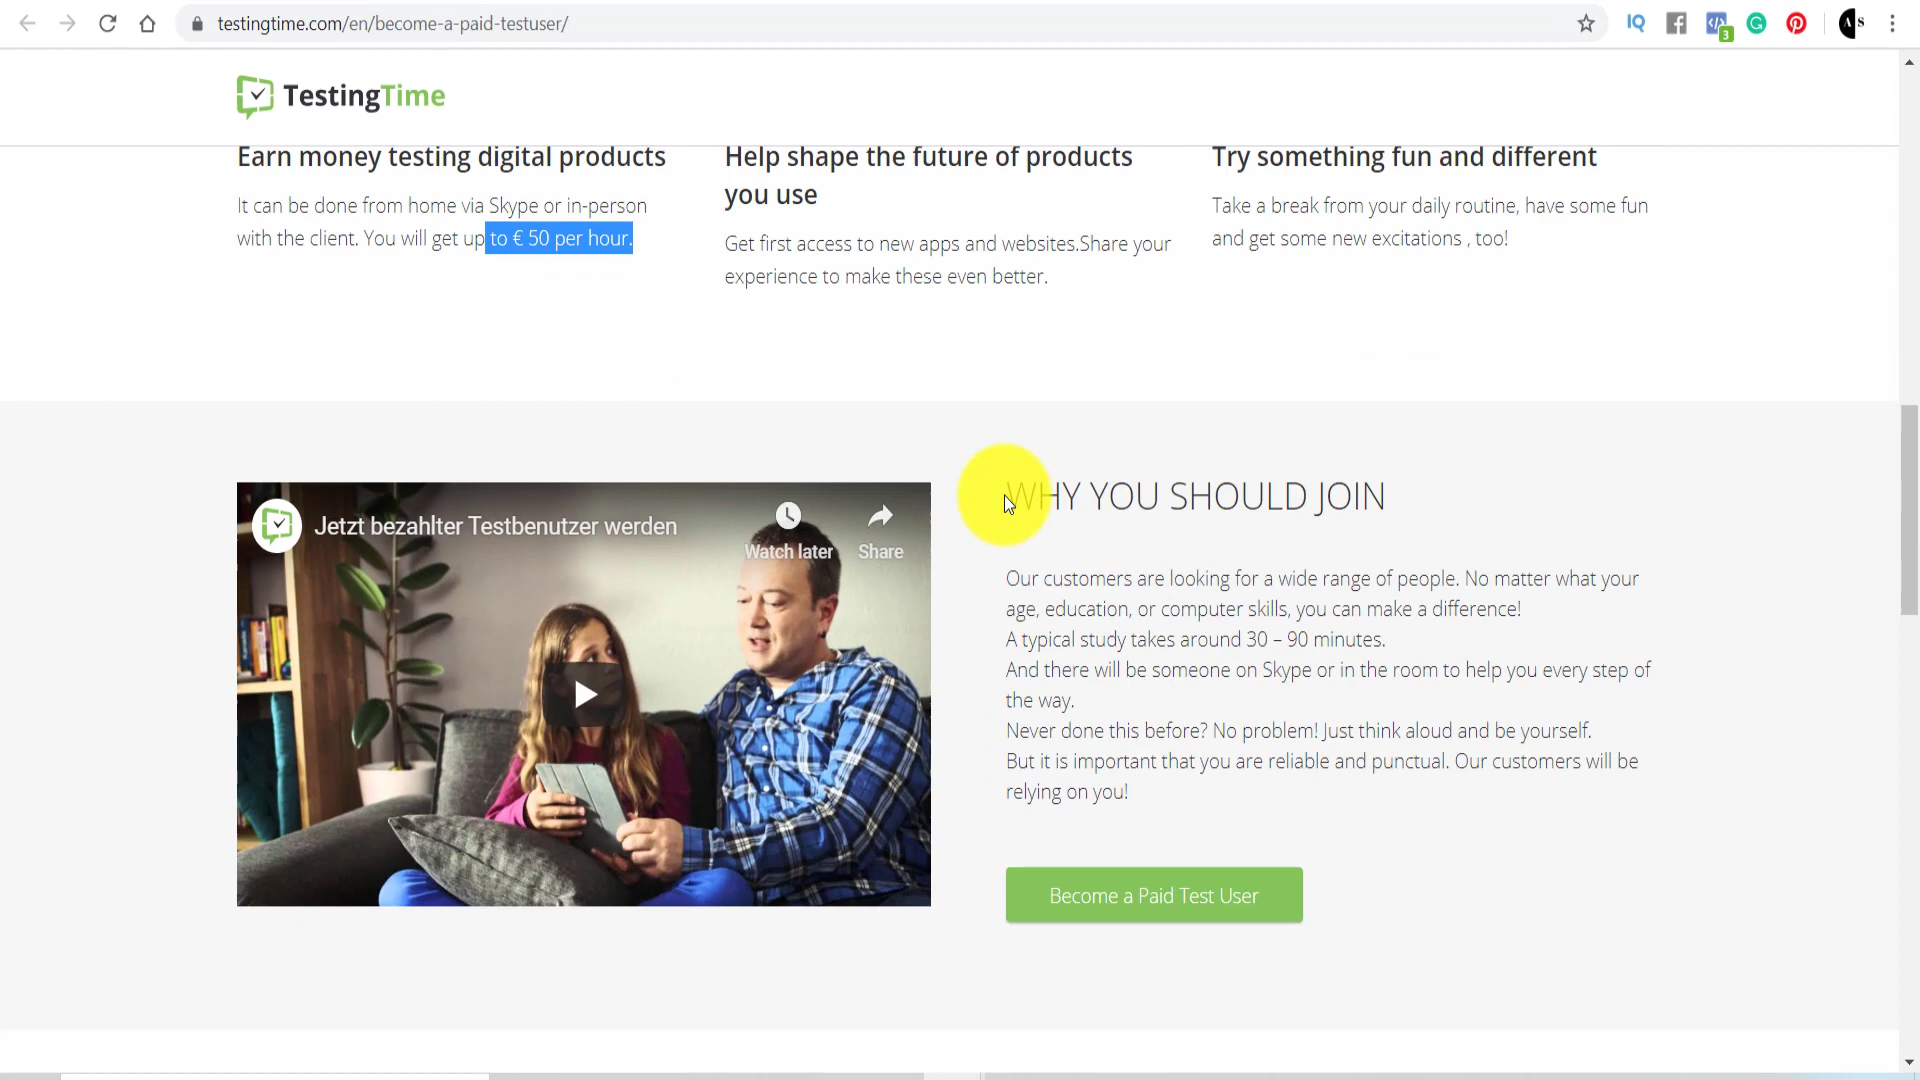 testingtime.com/en/become-a-paid-testuser/
IQ
3
A S
TestingTime
Earn money testing digital products
It can be done from home via Skype or in-person
with the client. You will get up to € 50 per hour.
Help shape the future of products
you use
Get first access to new apps and websites.Share your
experience to make these even better.
Try something fun and different
Take a break from your daily routine, have some fun
and get some new excitations , too!
Jetzt bezahlter Testbenutzer werden
Watch later
Share
WHY YOU SHOULD JOIN
Our customers are looking for a wide range of people. No matter what your
age, education, or computer skills, you can make a difference!
A typical study takes around 30 – 90 minutes.
And there will be someone on Skype or in the room to help you every step of
the way.
Never done this before? No problem! Just think aloud and be yourself.
But it is important that you are reliable and punctual. Our customers will be
relying on you!
Become a Paid Test User